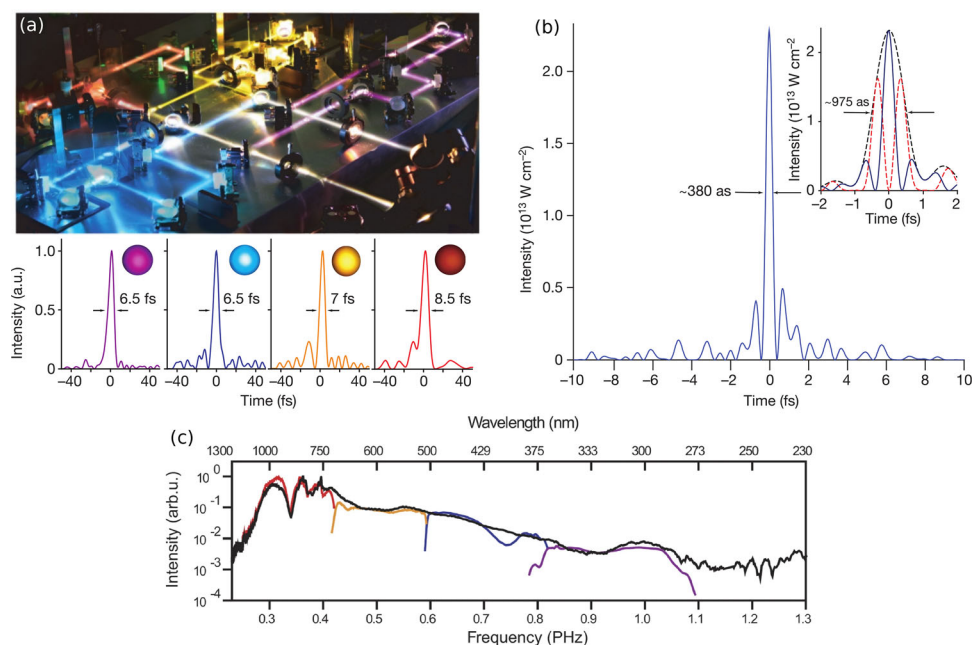 (a)
Intensity (a.u.)
1.0
0.5
0
6.5 fs
6.5 fs
7 fs
8.5 fs
−40 0 40
−40 0 40
−40 0 40
−40 0 40
Time (fs)
(b)
Intensity (10¹³ W cm⁻²)
2.0
1.5
1.0
0.5
0
~380 as
−10 −8 −6 −4 −2 0 2 4 6 8 10
Time (fs)
Intensity (10¹³ W cm⁻²)
2
1
0
~975 as
−2 −1 0 1 2
Time (fs)
(c)
Wavelength (nm)
1300 1000 750 600 500 429 375 333 300 273 250 230
Intensity (arb.u.)
10⁰
10⁻¹
10⁻²
10⁻³
10⁻⁴
0.3 0.4 0.5 0.6 0.7 0.8 0.9 1.0 1.1 1.2 1.3
Frequency (PHz)